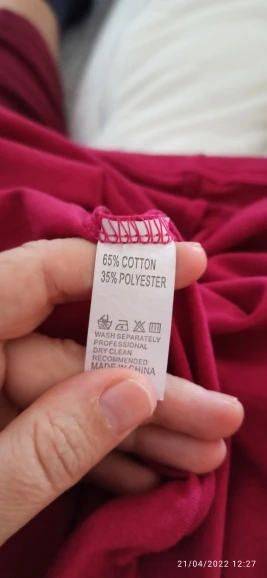 65% COTTON
35% POLYESTER
WASH SEPARATELY
PROFESSIONAL
DRY CLEAN
RECOMMENDED
MADE IN CHINA
21/04/2022 12:27